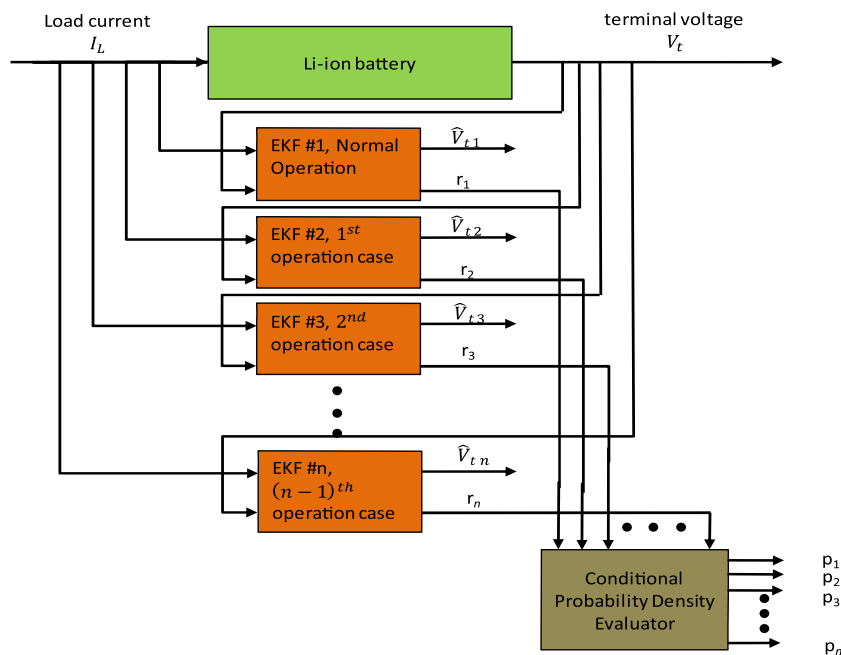 Load current
I_L
terminal voltage
V_t
Li-ion battery
EKF #1, Normal
Operation
V̂_t1
r_1
EKF #2, 1^st
operation case
V̂_t2
r_2
EKF #3, 2^nd
operation case
V̂_t3
r_3
EKF #n,
(n − 1)^th
operation case
V̂_tn
r_n
Conditional
Probability Density
Evaluator
p_1
p_2
p_3
p_n